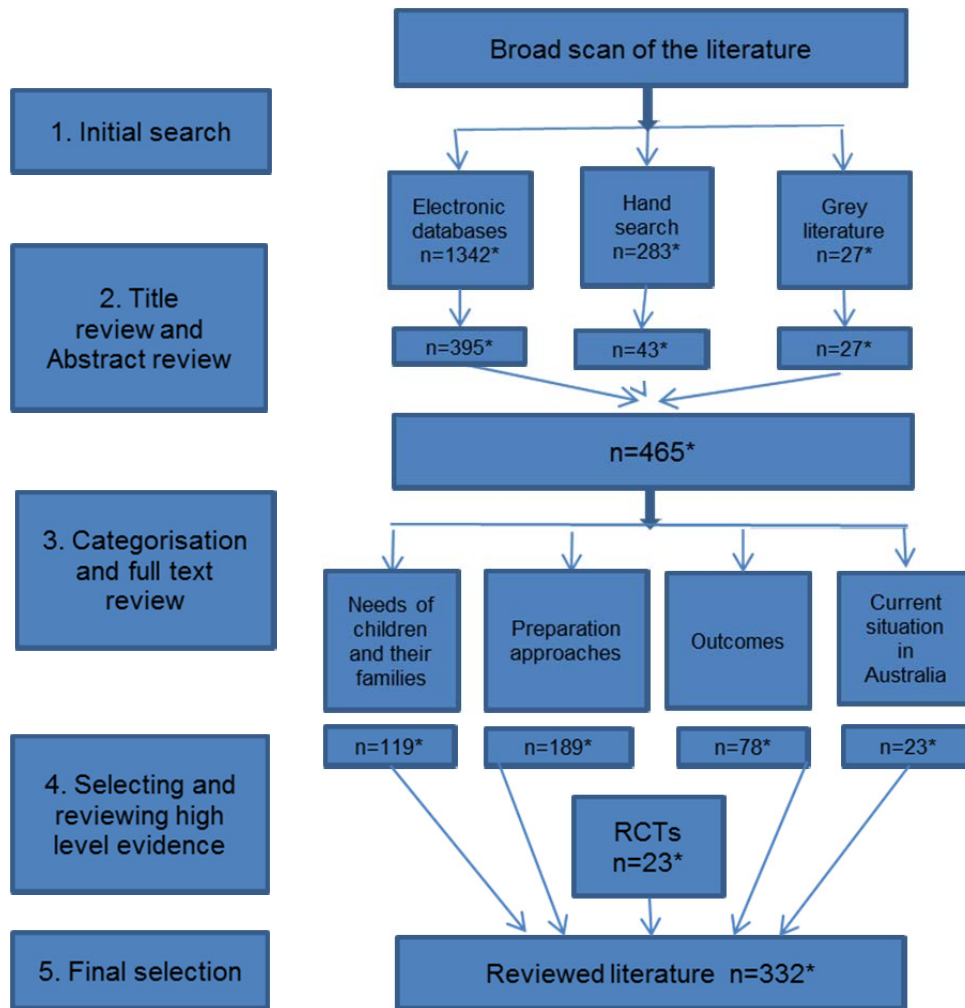 Broad scan of the literature
1. Initial search
Electronic
databases
n=1342*
Hand
search
n=283*
Grey
literature
n=27*
2. Title
review and
Abstract review
n=395*
n=43*
n=27*
n=465*
3. Categorisation
and full text
review
Needs of
children
and their
families
Preparation
approaches
Outcomes
Current
situation
in
Australia
n=119*
n=189*
n=78*
n=23*
4. Selecting and
reviewing high
level evidence
RCTs
n=23*
5. Final selection
Reviewed literature n=332*